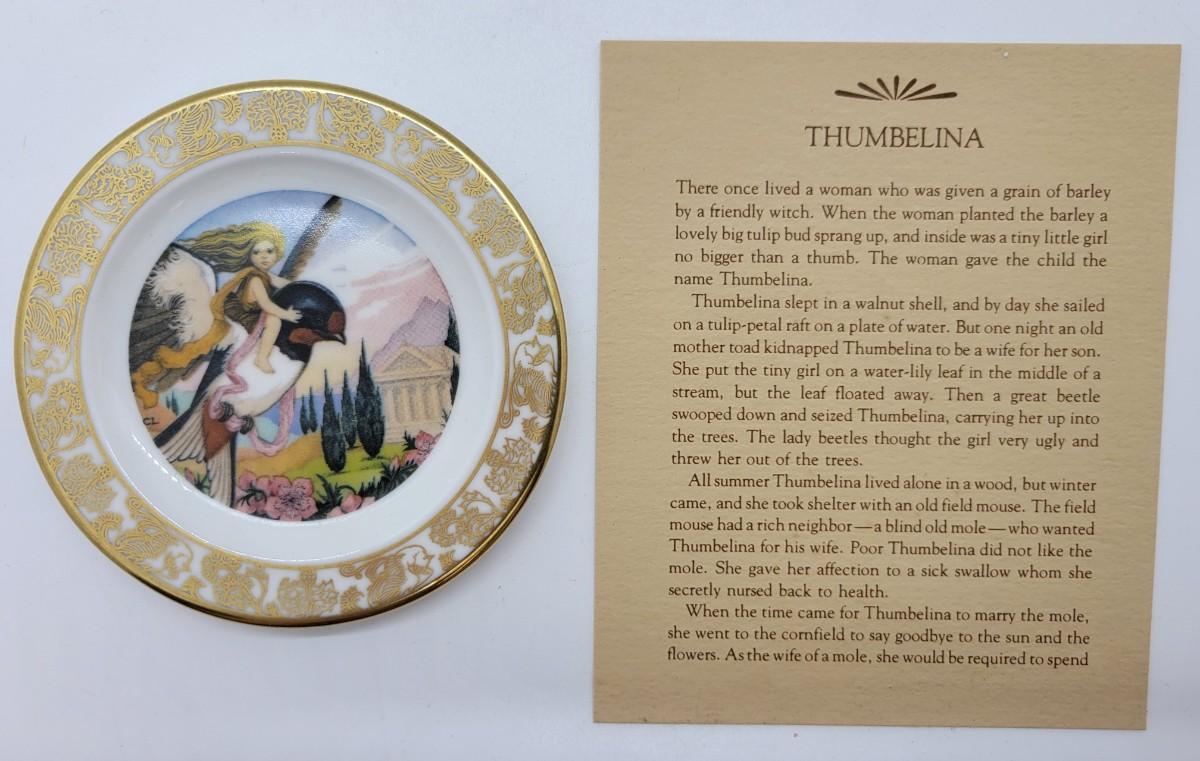 CL
THUMBELINA
There once lived a woman who was given a grain of barley
by a friendly witch. When the woman planted the barley a
lovely big tulip bud sprang up, and inside was a tiny little girl
no bigger than a thumb. The woman gave the child the
name Thumbelina.
Thumbelina slept in a walnut shell, and by day she sailed
on a tulip-petal raft on a plate of water. But one night an old
mother toad kidnapped Thumbelina to be a wife for her son.
She put the tiny girl on a water-lily leaf in the middle of a
stream, but the leaf floated away. Then a great beetle
swooped down and seized Thumbelina, carrying her up into
the trees. The lady beetles thought the girl very ugly and
threw her out of the trees.
All summer Thumbelina lived alone in a wood, but winter
came, and she took shelter with an old field mouse. The field
mouse had a rich neighbor—a blind old mole—who wanted
Thumbelina for his wife. Poor Thumbelina did not like the
mole. She gave her affection to a sick swallow whom she
secretly nursed back to health.
When the time came for Thumbelina to marry the mole,
she went to the cornfield to say goodbye to the sun and the
flowers. As the wife of a mole, she would be required to spend